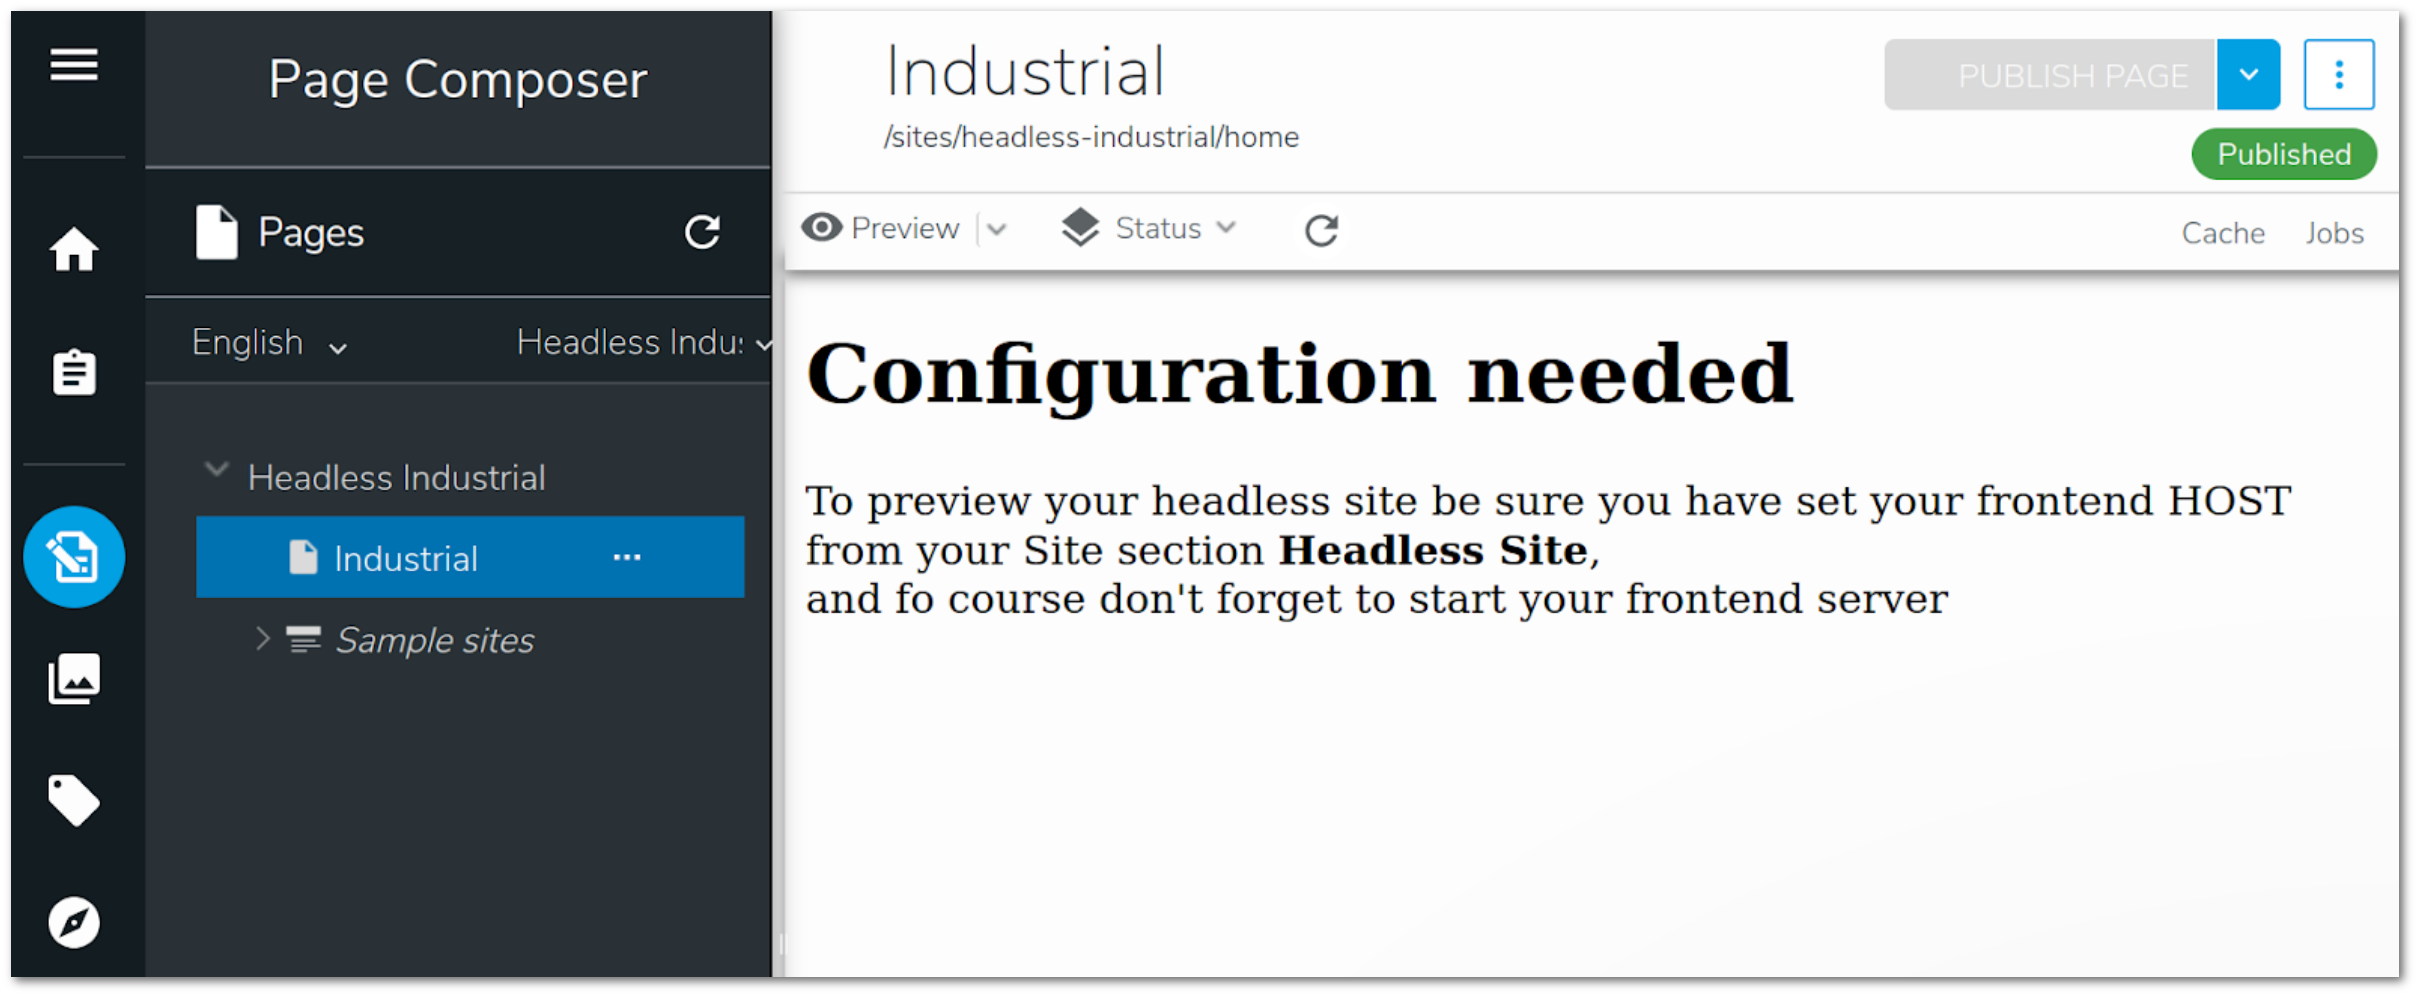 Page Composer
Pages
English
Headless Indu
Headless Industrial
Industrial
Sample sites
Industrial
/sites/headless-industrial/home
PUBLISH PAGE
Published
Preview
Status
Cache
Jobs
Configuration needed
To preview your headless site be sure you have set your frontend HOST
from your Site section Headless Site,
and fo course don't forget to start your frontend server